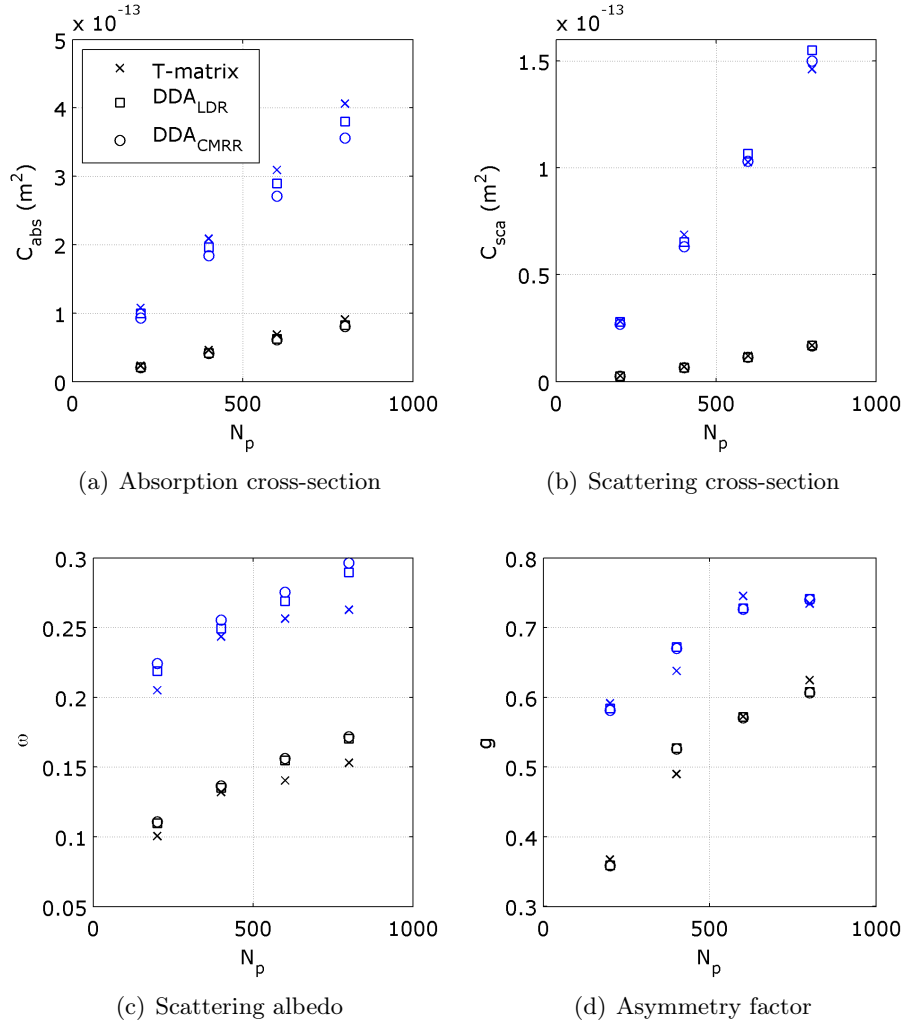 x 10^-13
5
4
3
2
1
0
C_abs (m^2)
T-matrix
DDA_LDR
DDA_CMRR
0 500 1000
N_p
(a) Absorption cross-section
x 10^-13
1.5
1
0.5
0
C_sca (m^2)
0 500 1000
N_p
(b) Scattering cross-section
0.3
0.25
0.2
0.15
0.1
0.05
ω
0 500 1000
N_p
(c) Scattering albedo
0.8
0.7
0.6
0.5
0.4
0.3
g
0 500 1000
N_p
(d) Asymmetry factor